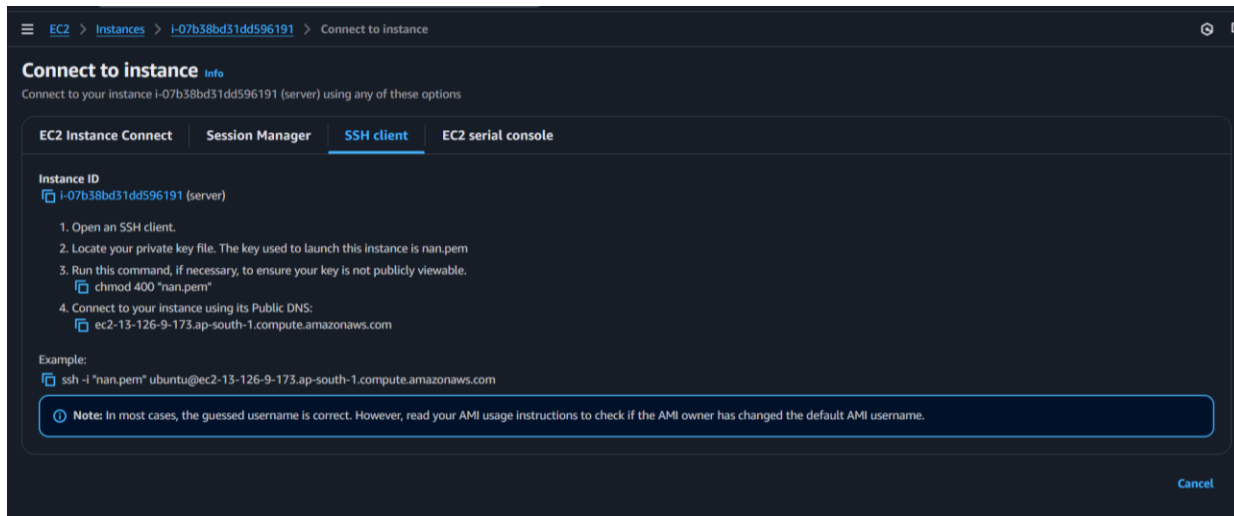 EC2 > Instances > i-07b38bd31dd596191 > Connect to instance
Connect to instance Info
Connect to your instance i-07b38bd31dd596191 (server) using any of these options
EC2 Instance Connect Session Manager SSH client EC2 serial console
Instance ID
i-07b38bd31dd596191 (server)
1. Open an SSH client.
2. Locate your private key file. The key used to launch this instance is nan.pem
3. Run this command, if necessary, to ensure your key is not publicly viewable.
chmod 400 "nan.pem"
4. Connect to your instance using its Public DNS:
ec2-13-126-9-173.ap-south-1.compute.amazonaws.com
Example:
ssh -i "nan.pem" ubuntu@ec2-13-126-9-173.ap-south-1.compute.amazonaws.com
Note: In most cases, the guessed username is correct. However, read your AMI usage instructions to check if the AMI owner has changed the default AMI username.
Cancel